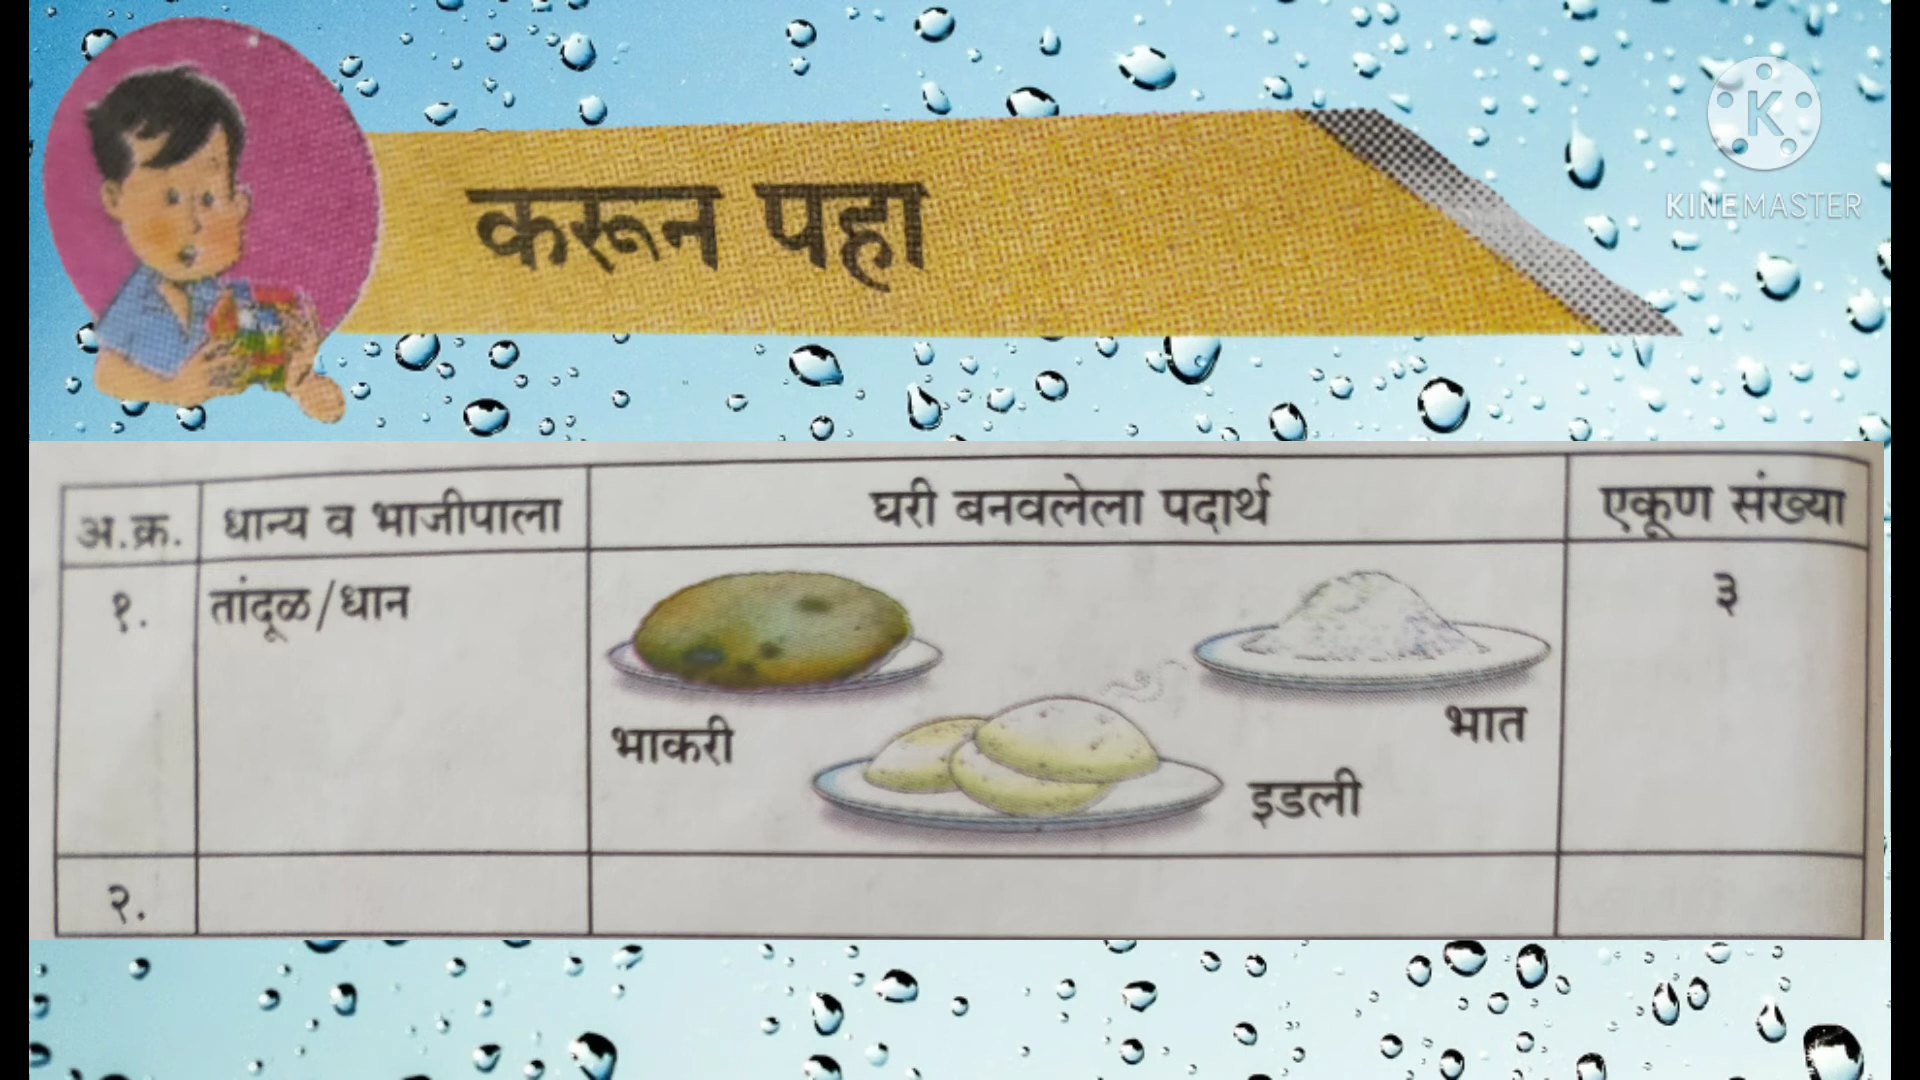 करून पहा
K
KINEMASTER
अ.क्र. धान्य व भाजीपाला घरी बनवलेला पदार्थ एकूण संख्या
१. तांदूळ/धान ३
भाकरी भात
इडली
२.